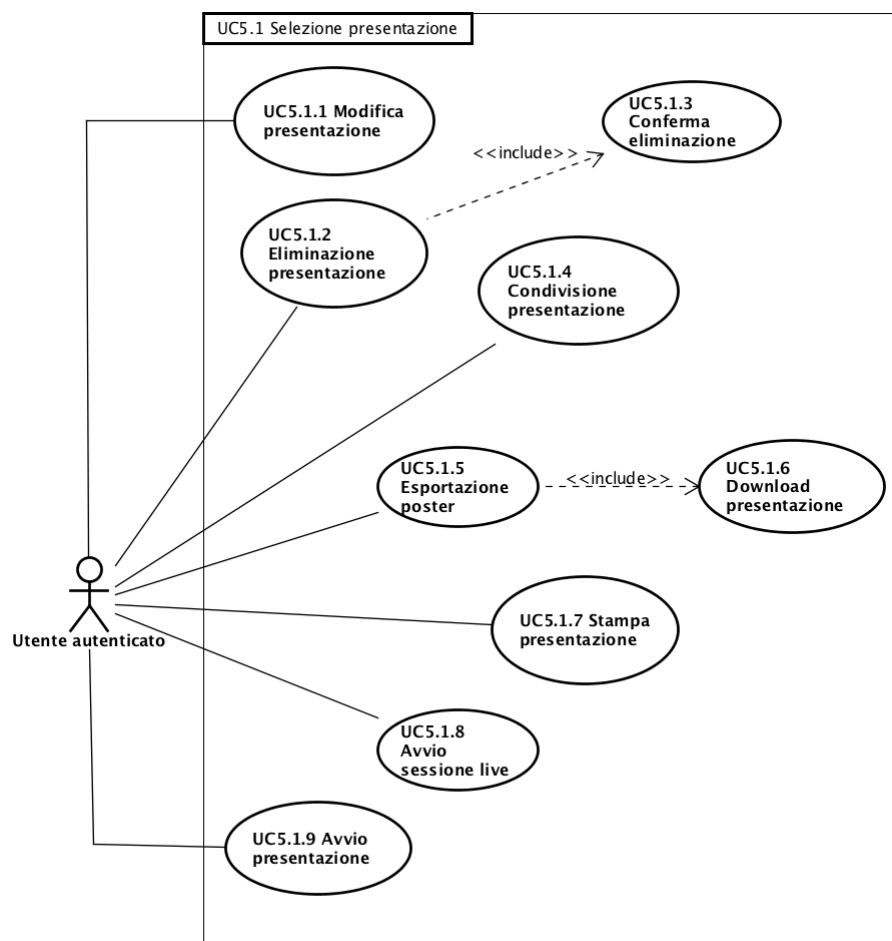 UC5.1 Selezione presentazione
UC5.1.1 Modifica
presentazione
UC5.1.3
Conferma
eliminazione
<<include>>
UC5.1.2
Eliminazione
presentazione
UC5.1.4
Condivisione
presentazione
UC5.1.5
Esportazione
poster
<<include>>
UC5.1.6
Download
presentazione
UC5.1.7 Stampa
presentazione
Utente autenticato
UC5.1.8
Avvio
sessione live
UC5.1.9 Avvio
presentazione